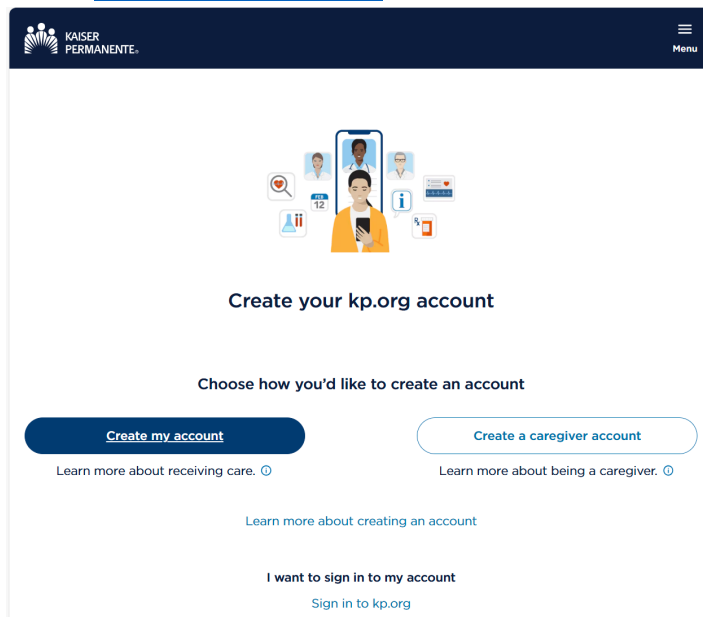 KAISER
PERMANENTE®
Menu
FEB
12
i
Rx
Create your kp.org account
Choose how you'd like to create an account
Create my account
Create a caregiver account
Learn more about receiving care.
Learn more about being a caregiver.
Learn more about creating an account
I want to sign in to my account
Sign in to kp.org